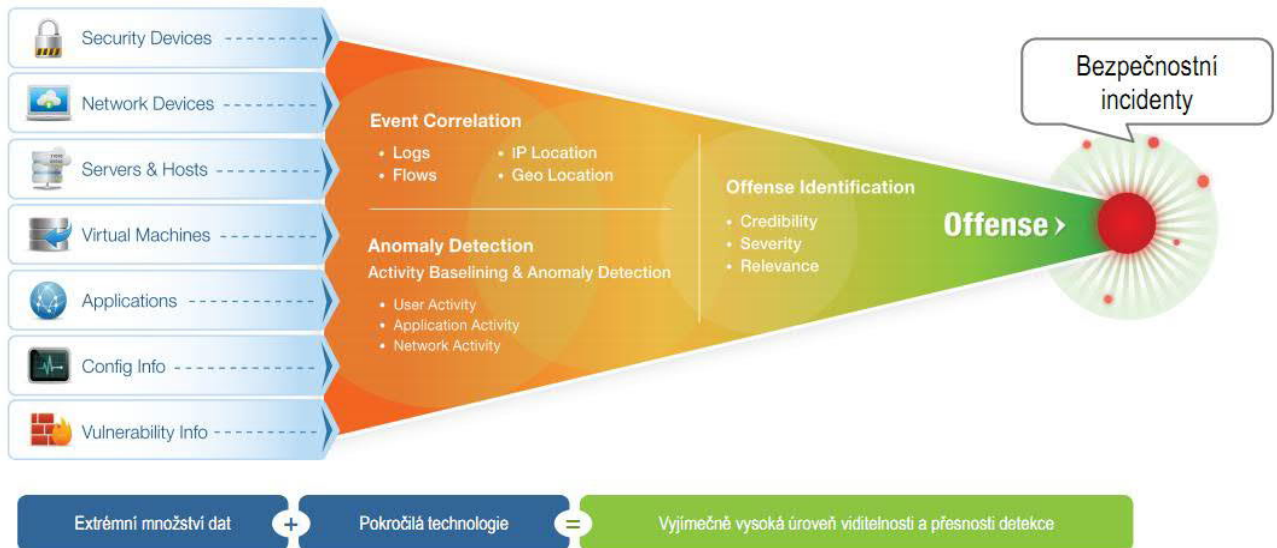 Security Devices
Network Devices
Servers & Hosts
Virtual Machines
Applications
Config Info
Vulnerability Info
Event Correlation
• Logs
• Flows
• IP Location
• Geo Location
Anomaly Detection
Activity Baselining & Anomaly Detection
• User Activity
• Application Activity
• Network Activity
Offense Identification
• Credibility
• Severity
• Relevance
Offense ›
Bezpečnostní
incidenty
Extrémní množství dat
+
Pokročilá technologie
=
Vyjímečně vysoká úroveň viditelnosti a přesnosti detekce